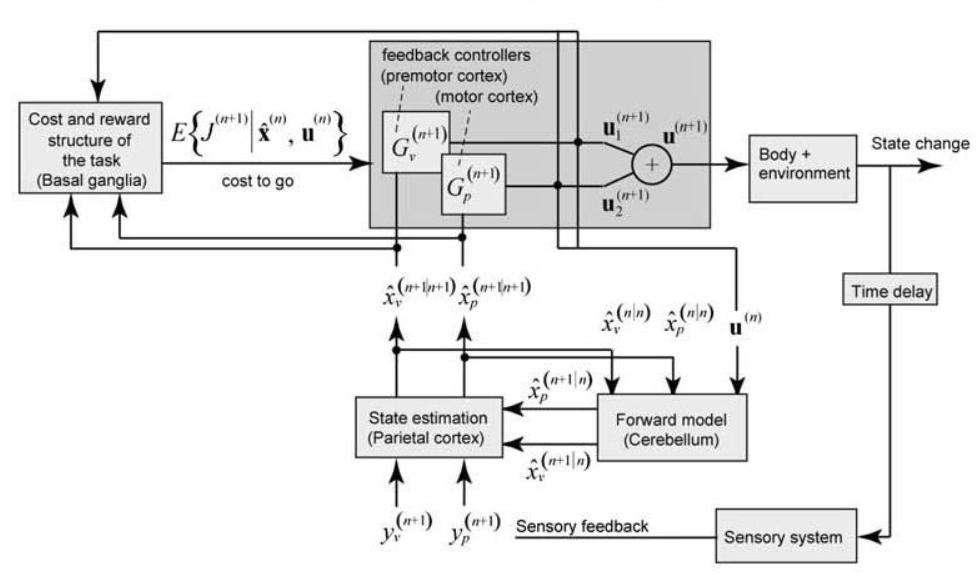 feedback controllers
(premotor cortex)
(motor cortex)
Cost and reward
structure of
the task
(Basal ganglia)
E{J^(n+1)|x̂^(n), u^(n)}
cost to go
G_v^(n+1)
G_p^(n+1)
u_1^(n+1)
u^(n+1)
+
u_2^(n+1)
Body +
environment
State change
Time delay
x̂_v^(n+1|n+1) x̂_p^(n+1|n+1)
x̂_v^(n|n) x̂_p^(n|n) u^(n)
State estimation
(Parietal cortex)
x̂_p^(n+1|n)
x̂_v^(n+1|n)
Forward model
(Cerebellum)
y_v^(n+1) y_p^(n+1)
Sensory feedback
Sensory system